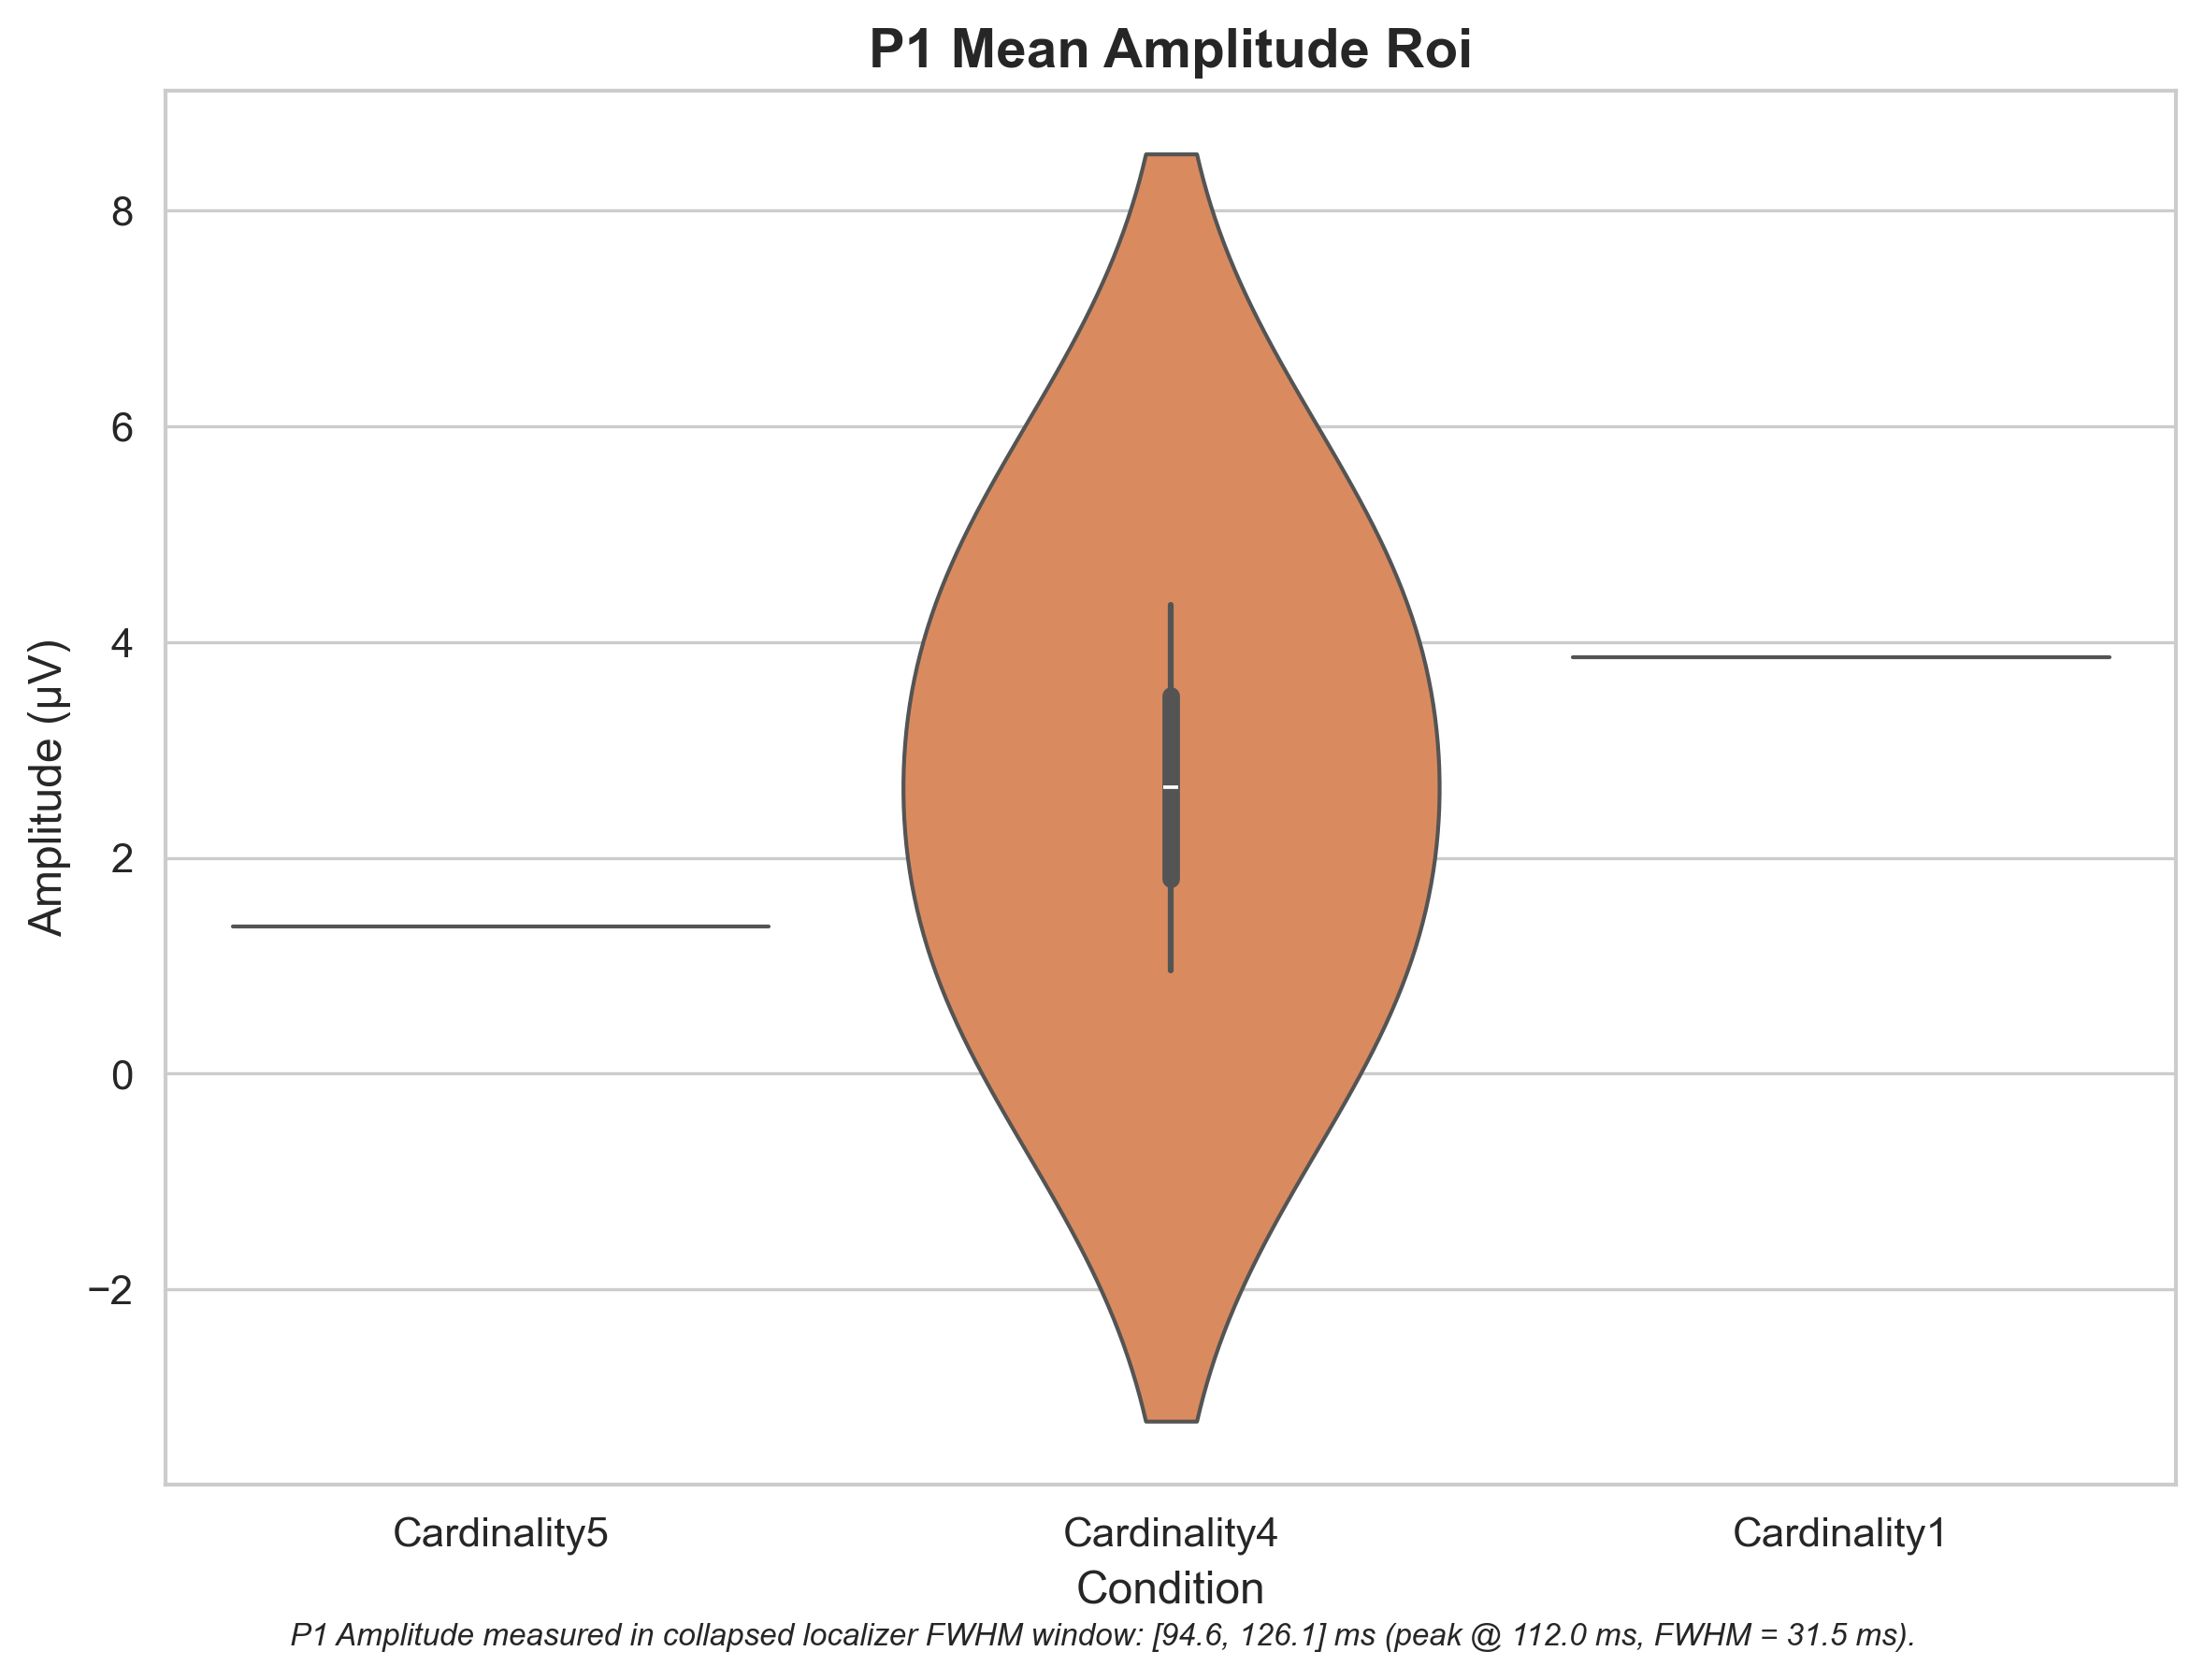 P1 Mean Amplitude Roi
Amplitude (µV)
8
6
4
2
0
−2
Cardinality5
Cardinality4
Cardinality1
Condition
P1 Amplitude measured in collapsed localizer FWHM window: [94.6, 126.1] ms (peak @ 112.0 ms, FWHM = 31.5 ms).